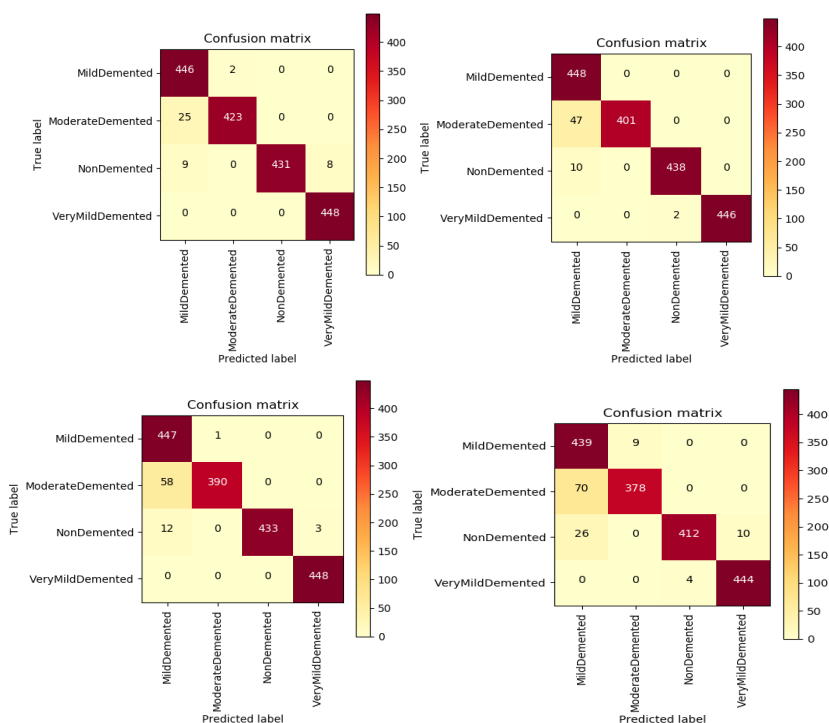 Confusion matrix
MildDemented 446 2 0 0
ModerateDemented 25 423 0 0
NonDemented 9 0 431 8
VeryMildDemented 0 0 0 448
True label
MildDemented
ModerateDemented
NonDemented
VeryMildDemented
Predicted label
400
350
300
250
200
150
100
50
0
Confusion matrix
MildDemented 448 0 0 0
ModerateDemented 47 401 0 0
NonDemented 10 0 438 0
VeryMildDemented 0 0 2 446
True label
MildDemented
ModerateDemented
NonDemented
VeryMildDemented
Predicted label
400
350
300
250
200
150
100
50
0
Confusion matrix
MildDemented 447 1 0 0
ModerateDemented 58 390 0 0
NonDemented 12 0 433 3
VeryMildDemented 0 0 0 448
True label
MildDemented
ModerateDemented
NonDemented
VeryMildDemented
Predicted label
400
350
300
250
200
150
100
50
0
Confusion matrix
MildDemented 439 9 0 0
ModerateDemented 70 378 0 0
NonDemented 26 0 412 10
VeryMildDemented 0 0 4 444
True label
MildDemented
ModerateDemented
NonDemented
VeryMildDemented
Predicted label
400
350
300
250
200
150
100
50
0